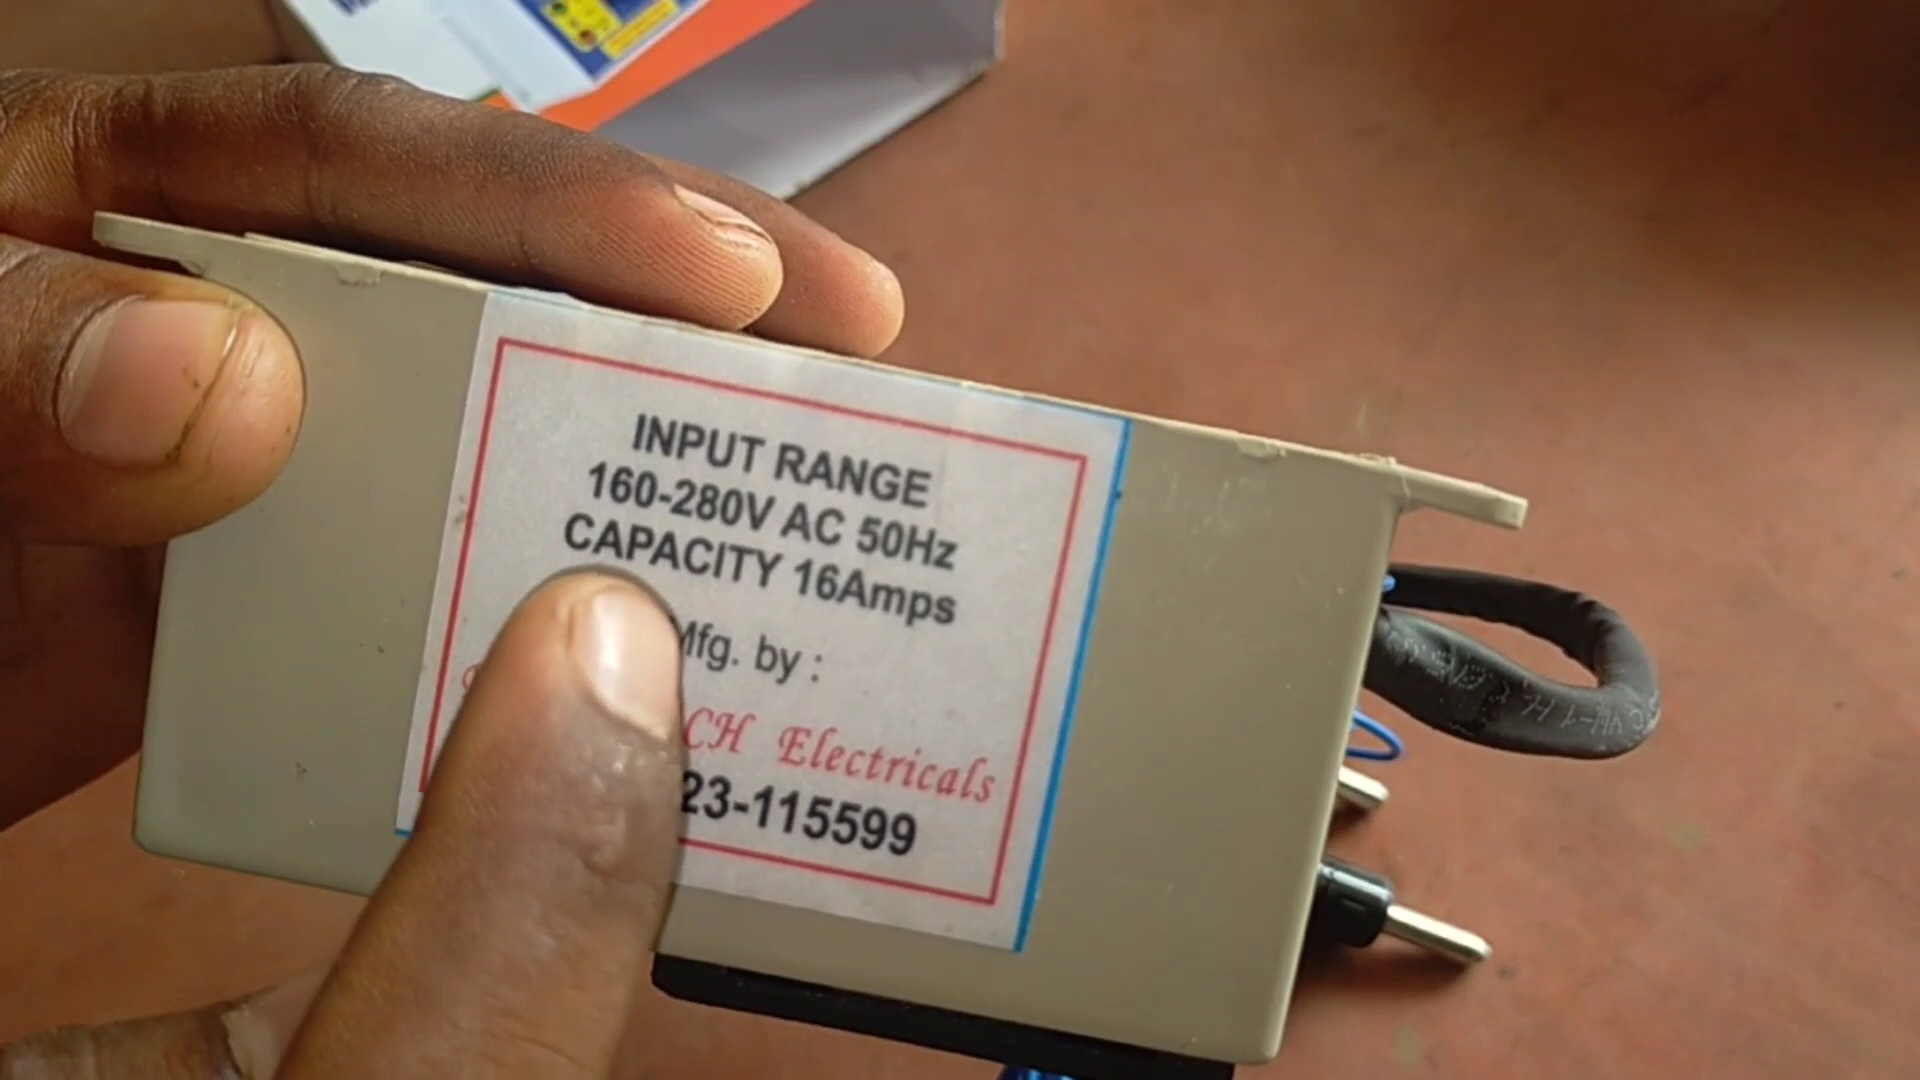 INPUT RANGE
160-280V AC 50Hz
CAPACITY 16Amps
Mfg. by :
CH Electricals
23-115599